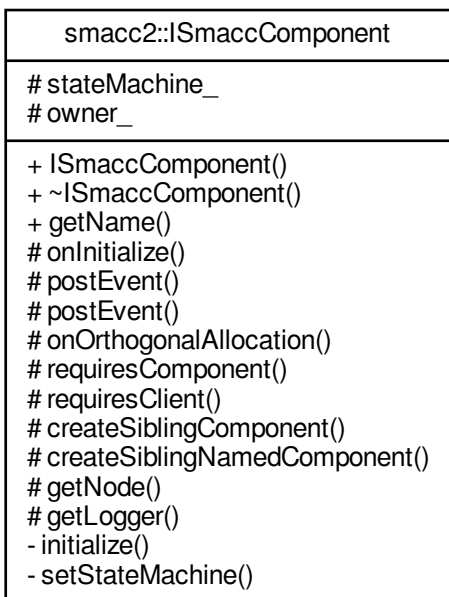 smacc2::ISmaccComponent
# stateMachine_
# owner_
+ ISmaccComponent()
+ ~ISmaccComponent()
+ getName()
# onInitialize()
# postEvent()
# postEvent()
# onOrthogonalAllocation()
# requiresComponent()
# requiresClient()
# createSiblingComponent()
# createSiblingNamedComponent()
# getNode()
# getLogger()
- initialize()
- setStateMachine()